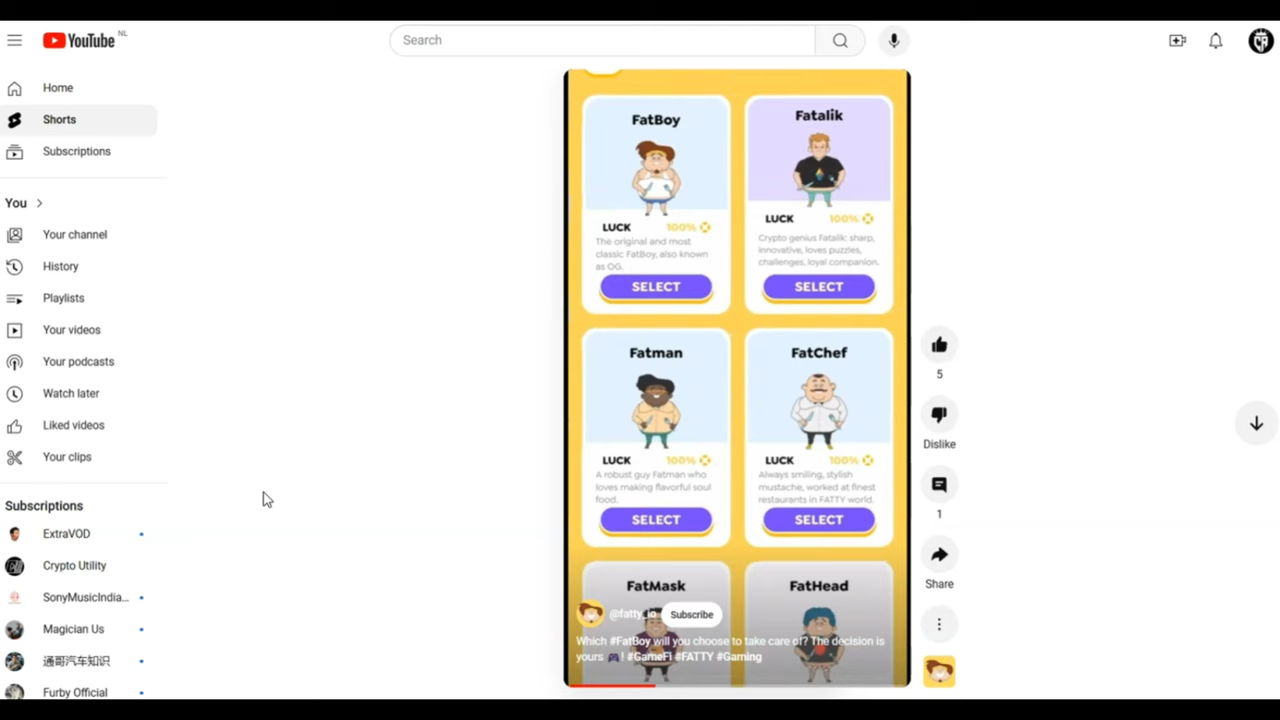 YouTube NL
Search
Home
Shorts
Subscriptions
You
Your channel
History
Playlists
Your videos
Your podcasts
Watch later
Liked videos
Your clips
Subscriptions
ExtraVOD
Crypto Utility
SonyMusicIndia...
Magician Us
通哥汽车知识
Furby Official
FatBoy
LUCK 100%
The original and most
classic FatBoy, also known
as OG.
SELECT
Fatalik
LUCK 100%
Crypto genius Fatalik: sharp,
innovative, loves puzzles,
challenges, loyal companion.
SELECT
Fatman
LUCK 100%
A robust guy Fatman who
loves making flavorful soul
food.
SELECT
FatChef
LUCK 100%
Always smiling, stylish
mustache, worked at finest
restaurants in FATTY world.
SELECT
FatMask
FatHead
@fatty_io Subscribe
Which #FatBoy will you choose to take care of? The decision is
yours 🎮! #GameFi #FATTY #Gaming
5
Dislike
1
Share